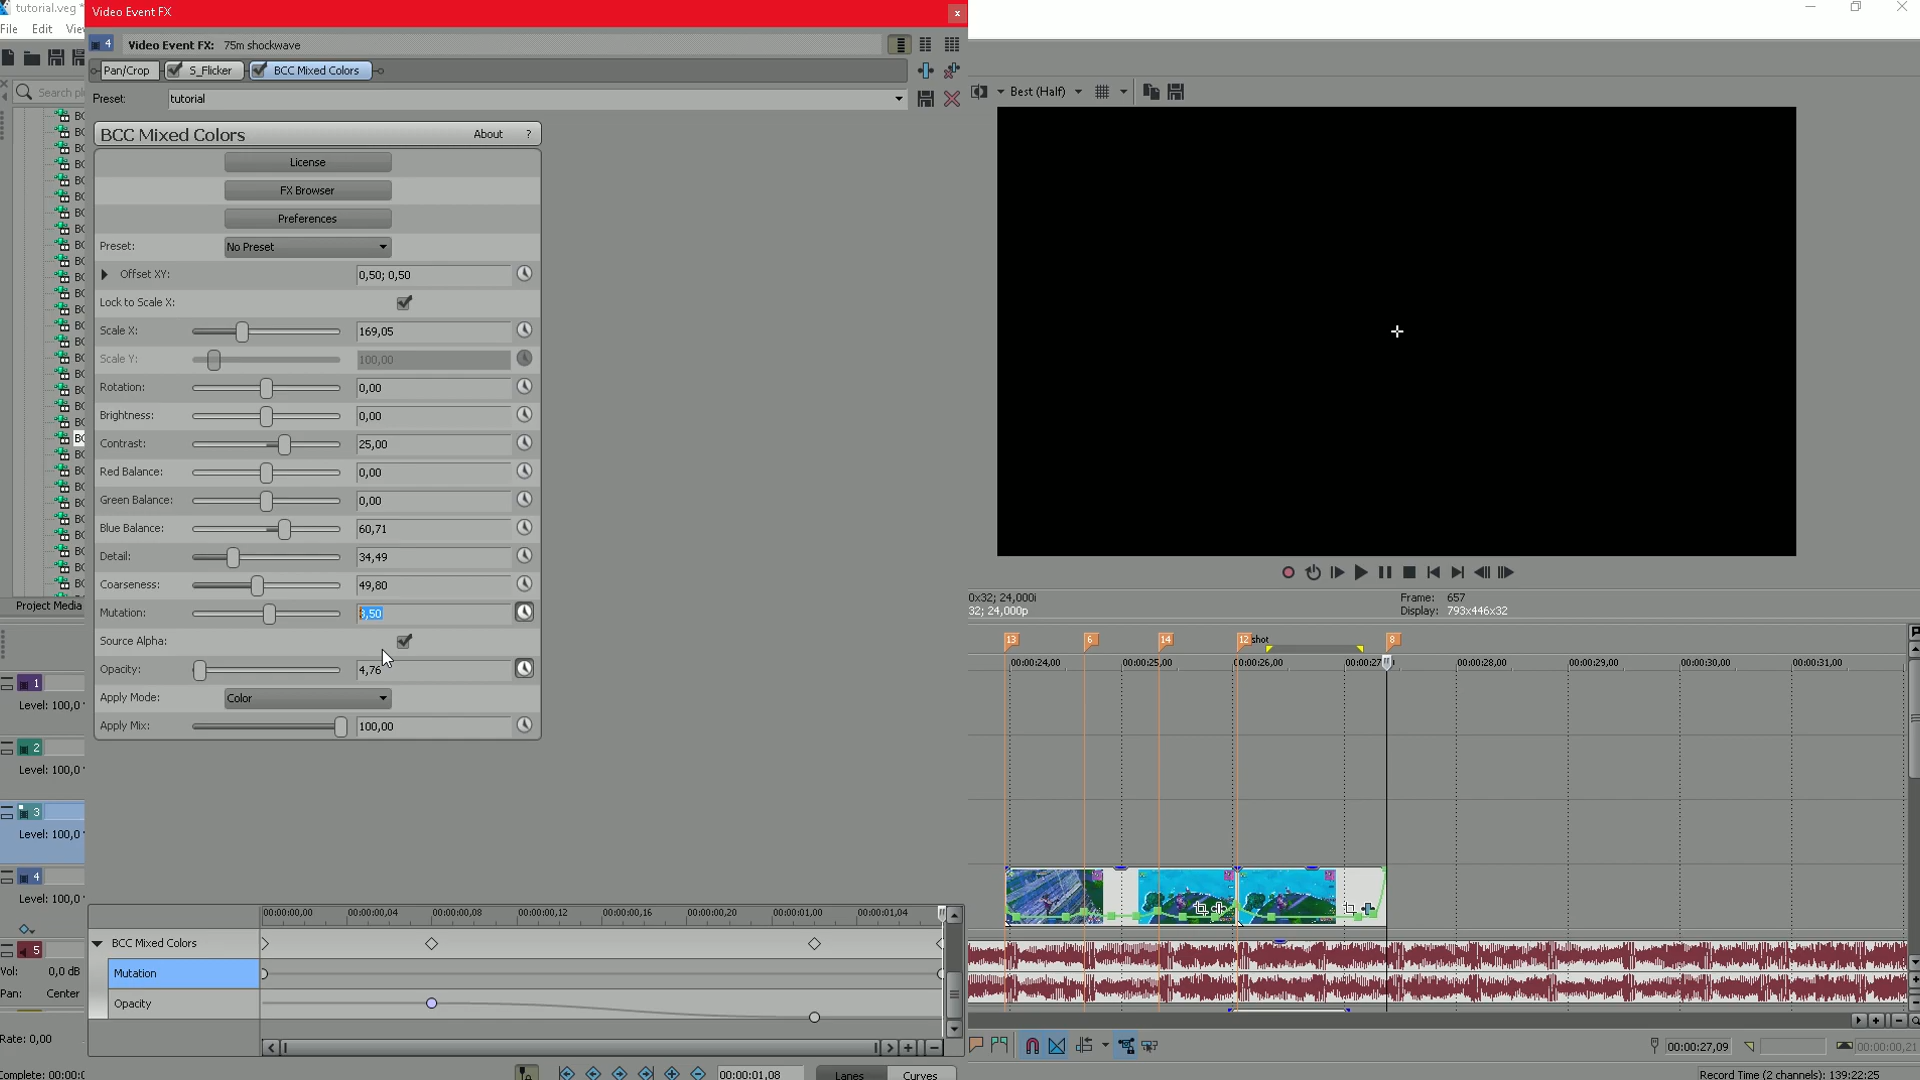 tutorial.veg *
Video Event FX
File Edit
4 Video Event FX: 75m shockwave
Pan/Crop S_Flicker BCC Mixed Colors
Preset: tutorial
Best (Half)
BCC Mixed Colors About ?
License
FX Browser
Preferences
Preset: No Preset
Offset XY: 0,50; 0,50
Lock to Scale X:
Scale X: 169,05
Scale Y: 100,00
Rotation: 0,00
Brightness: 0,00
Contrast: 25,00
Red Balance: 0,00
Green Balance: 0,00
Blue Balance: 60,71
Detail: 34,49
Coarseness: 49,80
Mutation: 3,50
Source Alpha:
Opacity: 4,76
Apply Mode: Color
Apply Mix: 100,00
Project Media
0x32; 24,000i
32; 24,000p
Frame: 657
Display: 793x446x32
13 6 14 12 shot 8
00:00:24,00 00:00:25,00 00:00:26,00 00:00:28,00 00:00:29,00 00:00:30,00 00:00:31,00
1
Level: 100,0
2
Level: 100,0
3
Level: 100,0
4
Level: 100,0
5
Vol: 0,0 dB
Pan: Center
Rate: 0,00
00:00:00,00 00:00:00,04 00:00:00,08 00:00:00,12 00:00:00,16 00:00:00,20 00:00:01,00 00:00:01,04
BCC Mixed Colors
Mutation
Opacity
00:00:01,08 Lanes Curves
00:00:27,09 00:00:00,21
Record Time (2 channels): 139:22:25